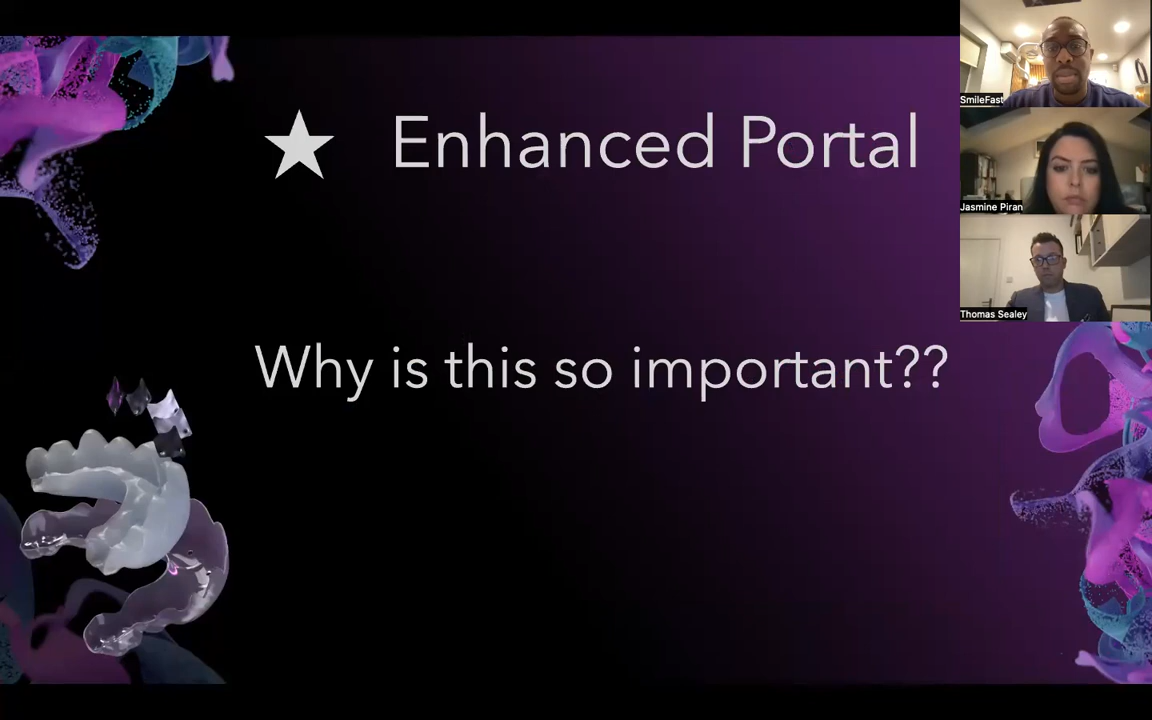 Enhanced Portal
Why is this so important??
SmileFast
Jasmine Piran
Thomas Sealey